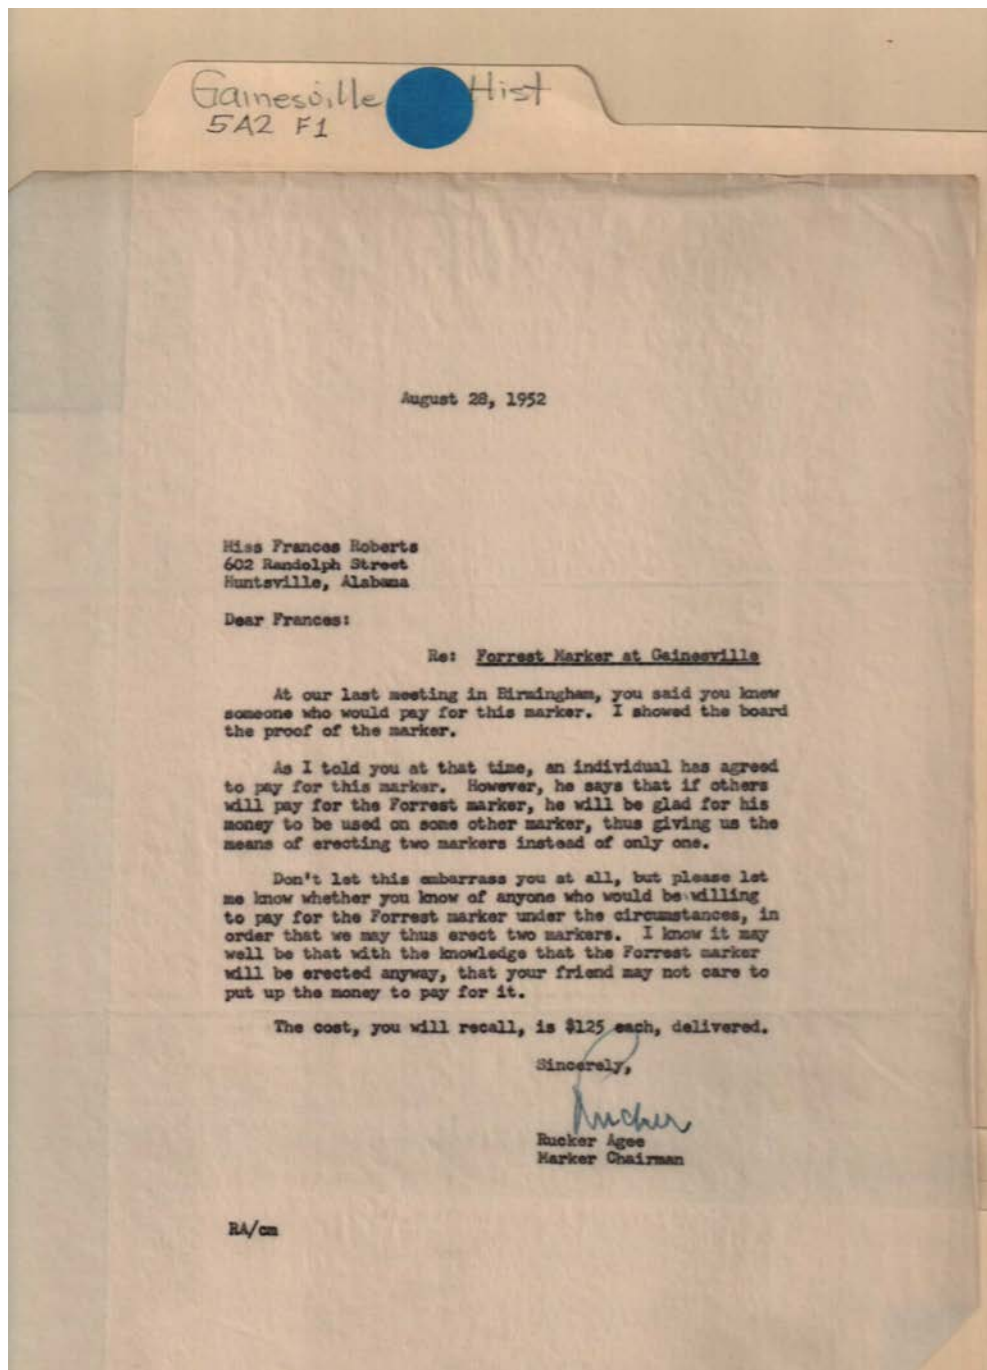 Gainesville Hist
5A2 F1
August 28, 1952
Miss Frances Roberts
602 Randolph Street
Huntsville, Alabama
Dear Frances:
Re: Forrest Marker at Gainesville
At our last meeting in Birmingham, you said you knew
someone who would pay for this marker. I showed the board
the proof of the marker.
As I told you at that time, an individual has agreed
to pay for this marker. However, he says that if others
will pay for the Forrest marker, he will be glad for his
money to be used on some other marker, thus giving us the
means of erecting two markers instead of only one.
Don't let this embarrass you at all, but please let
me know whether you know of anyone who would be willing
to pay for the Forrest marker under the circumstances, in
order that we may thus erect two markers. I know it may
well be that with the knowledge that the Forrest marker
will be erected anyway, that your friend may not care to
put up the money to pay for it.
The cost, you will recall, is $125 each, delivered.
Sincerely,
Rucker
Rucker Agee
Marker Chairman
RA/cm